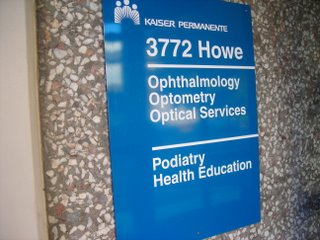 KAISER PERMANENTE
3772 Howe
Ophthalmology
Optometry
Optical Services
Podiatry
Health Education